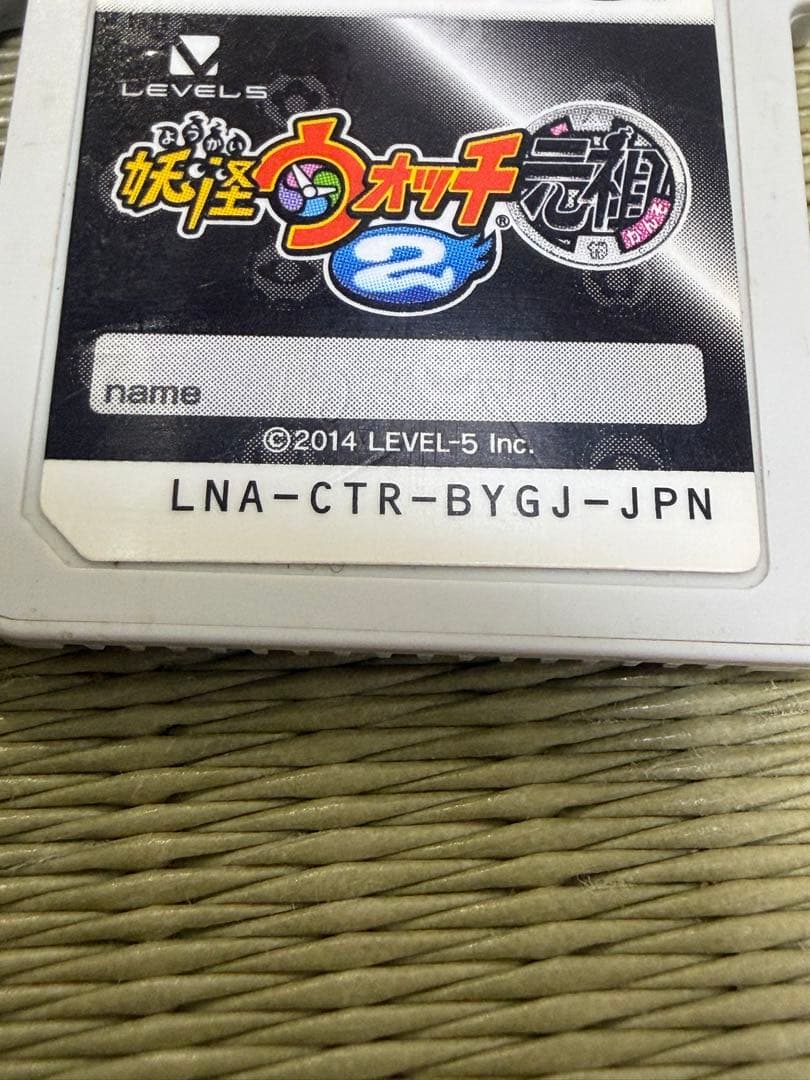 LEVEL5
ようかい
妖怪ウォッチ 元祖
がんそ
®
2
name
©2014 LEVEL-5 Inc.
LNA-CTR-BYGJ-JPN